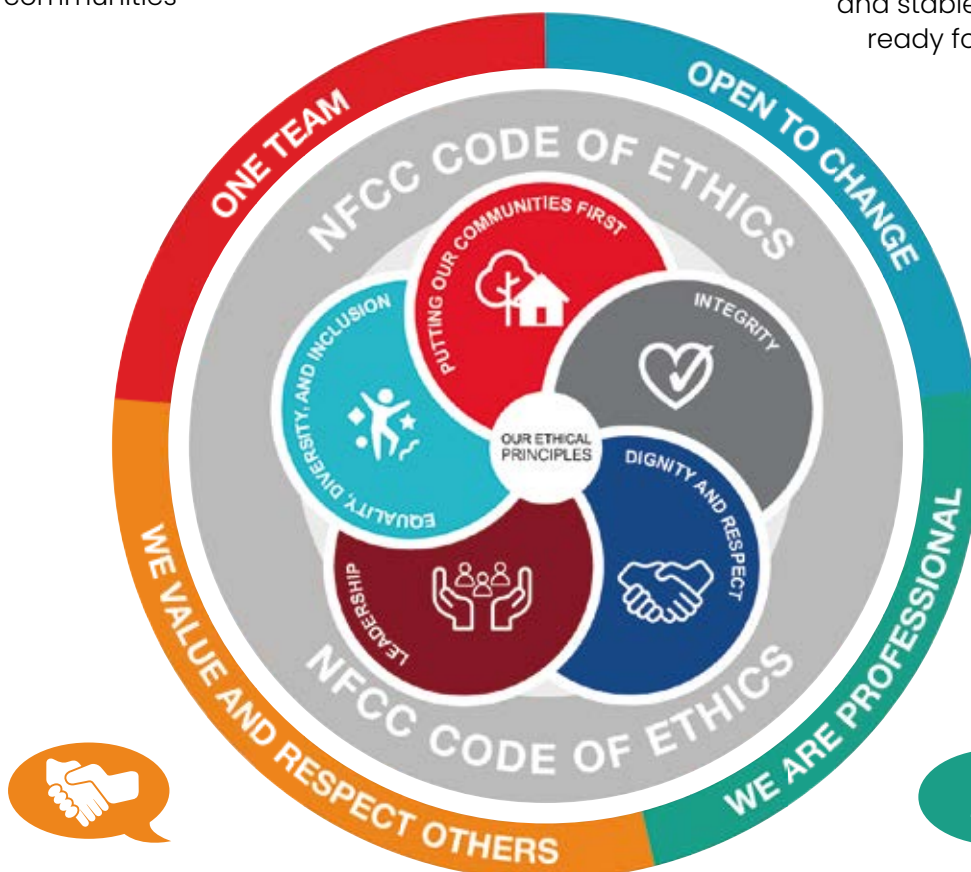 communities
and stable
ready fo
ONE TEAM
OPEN TO CHANGE
NFCC CODE OF ETHICS
PUTTING OUR COMMUNITIES FIRST
INTEGRITY
EQUALITY, DIVERSITY, AND INCLUSION
OUR ETHICAL
PRINCIPLES
DIGNITY AND RESPECT
LEADERSHIP
NFCC CODE OF ETHICS
WE VALUE AND RESPECT OTHERS
WE ARE PROFESSIONAL